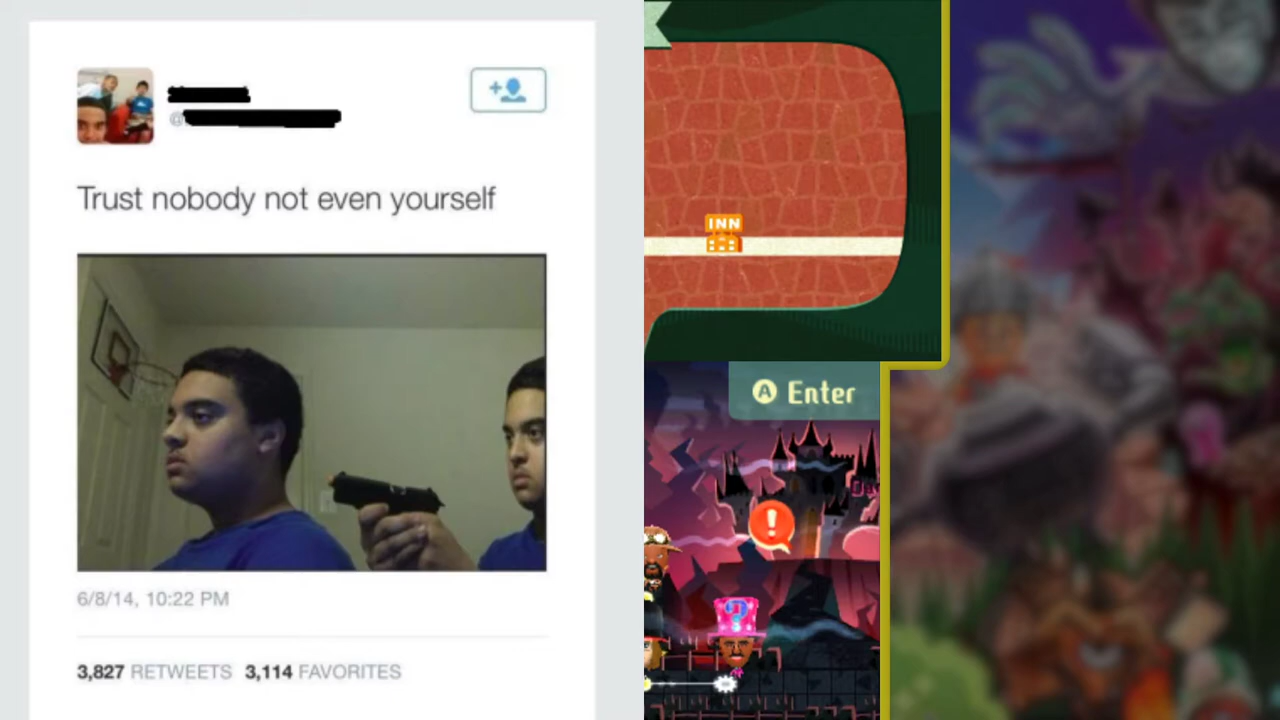 @
Trust nobody not even yourself
6/8/14, 10:22 PM
3,827 RETWEETS 3,114 FAVORITES
INN
A Enter
!
?